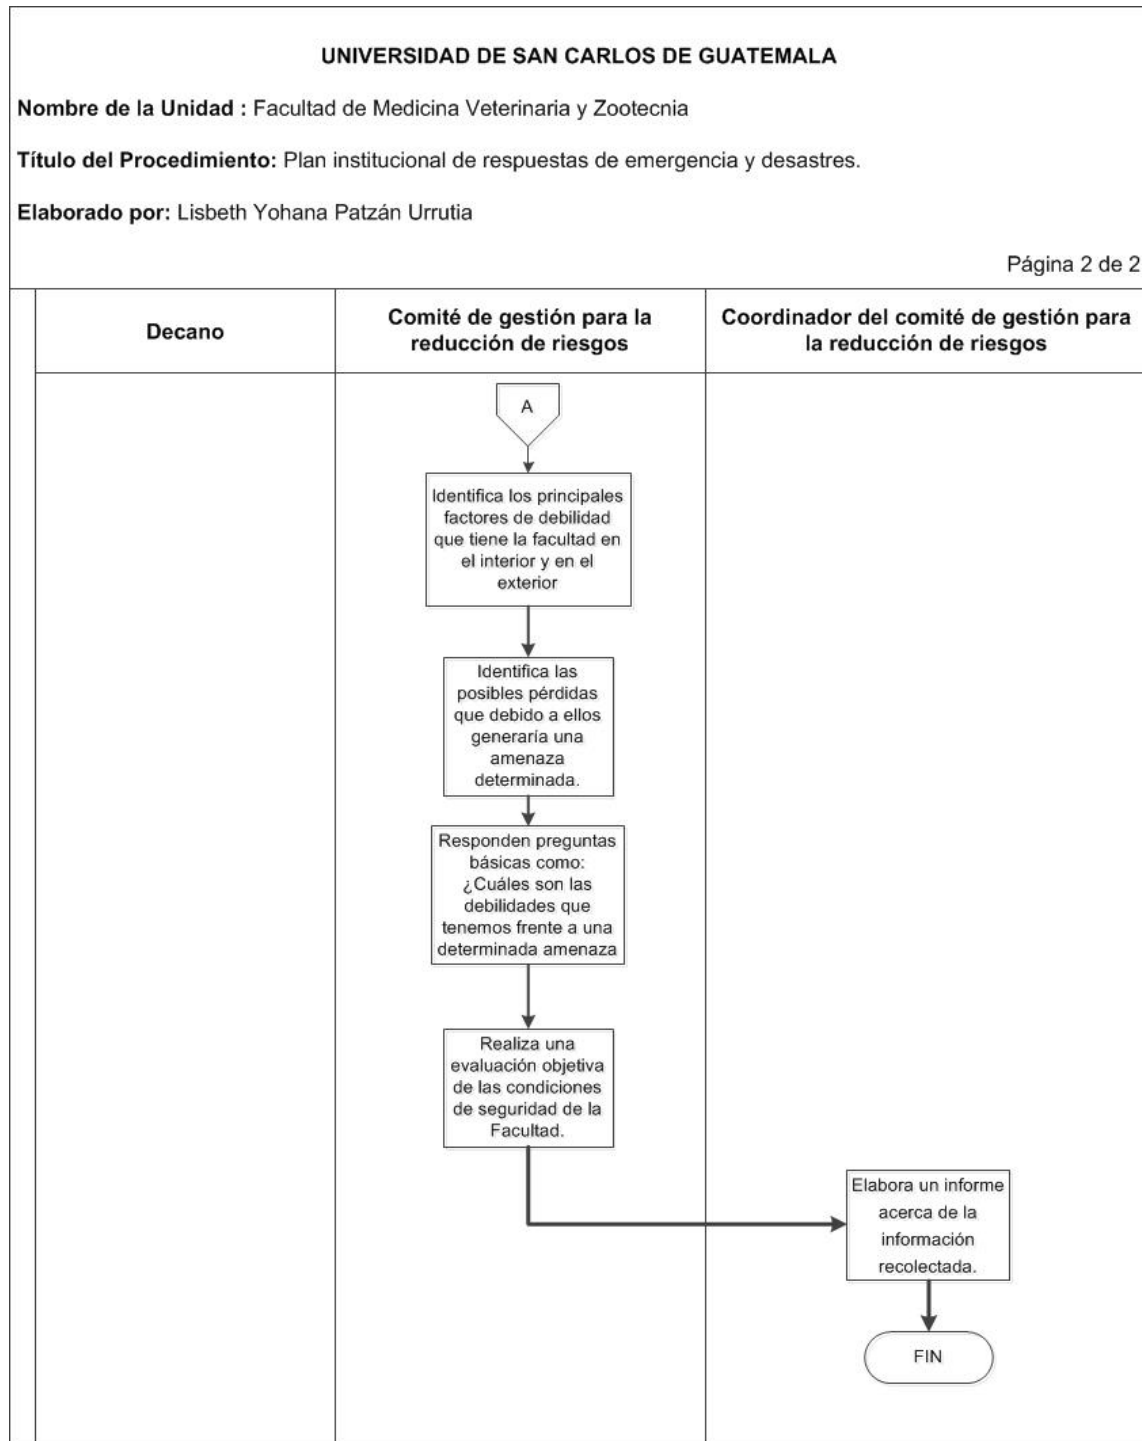 UNIVERSIDAD DE SAN CARLOS DE GUATEMALA
Nombre de la Unidad : Facultad de Medicina Veterinaria y Zootecnia
Título del Procedimiento: Plan institucional de respuestas de emergencia y desastres.
Elaborado por: Lisbeth Yohana Patzán Urrutia
Página 2 de 2
Decano
Comité de gestión para la
reducción de riesgos
Coordinador del comité de gestión para
la reducción de riesgos
A
Identifica los principales
factores de debilidad
que tiene la facultad en
el interior y en el
exterior
Identifica las
posibles pérdidas
que debido a ellos
generaría una
amenaza
determinada.
Responden preguntas
básicas como:
¿Cuáles son las
debilidades que
tenemos frente a una
determinada amenaza
Realiza una
evaluación objetiva
de las condiciones
de seguridad de la
Facultad.
Elabora un informe
acerca de la
información
recolectada.
FIN